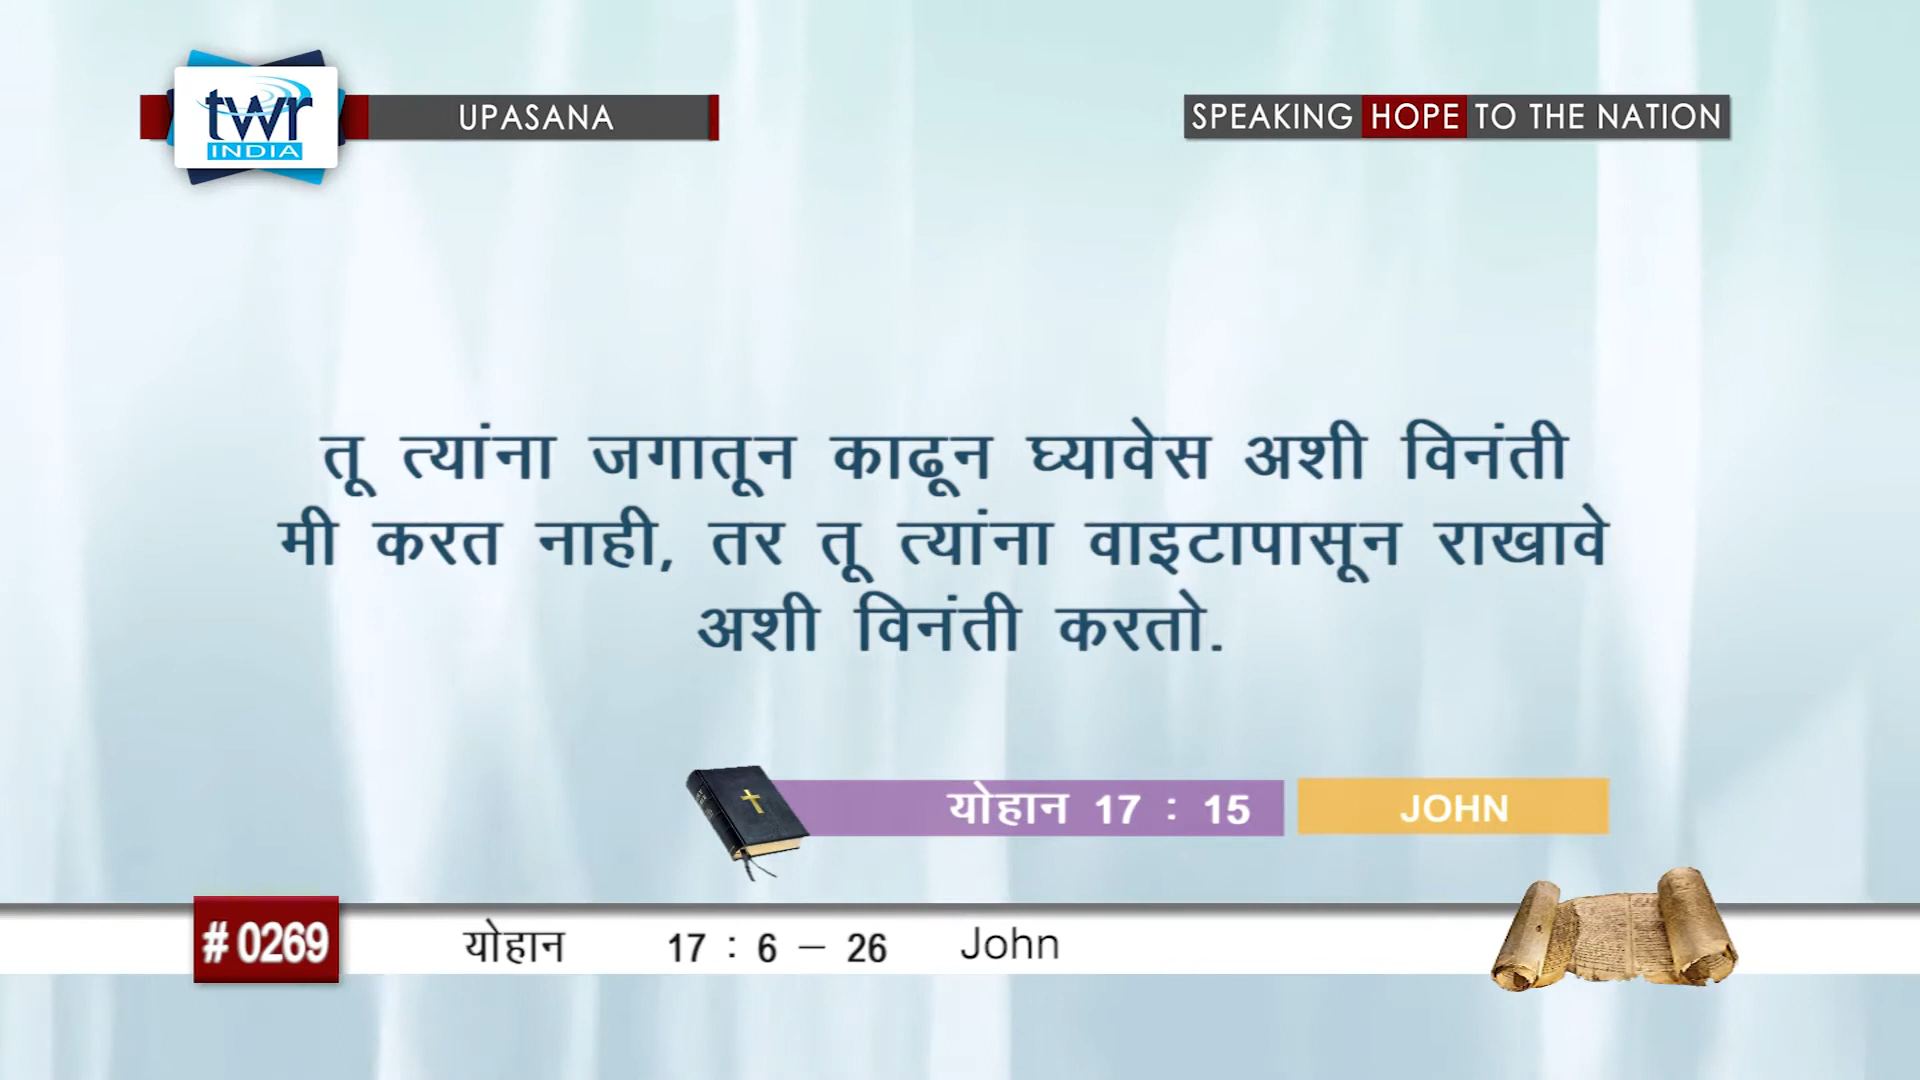 twr
INDIA
UPASANA
SPEAKING HOPE TO THE NATION
तू त्यांना जगातून काढून घ्यावेस अशी विनंती
मी करत नाही, तर तू त्यांना वाइटापासून राखावे
अशी विनंती करतो.
योहान 17 : 15
JOHN
# 0269
योहान 17 : 6 – 26 John